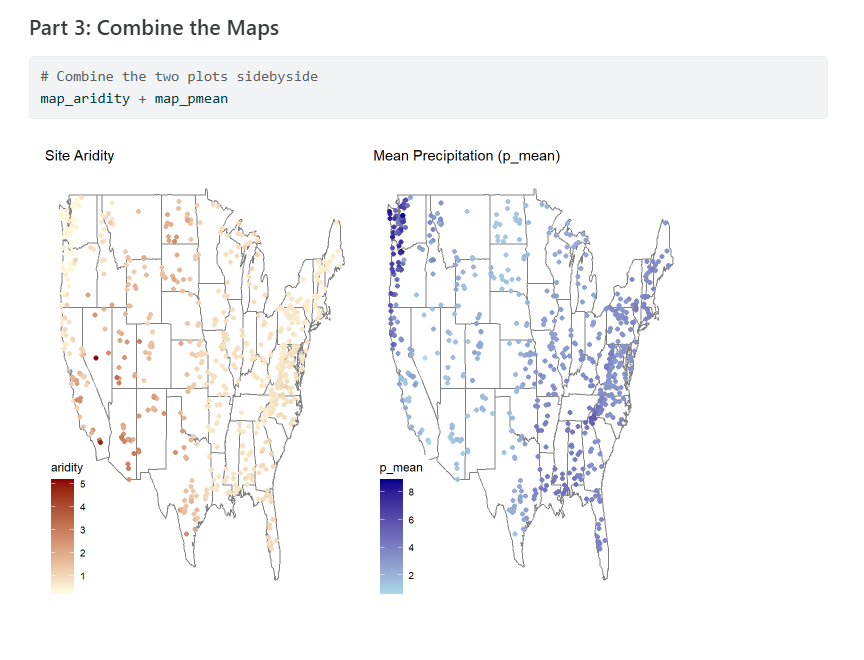 Part 3: Combine the Maps
# Combine the two plots sidebyside
map_aridity + map_pmean
Site Aridity
Mean Precipitation (p_mean)
aridity
5
4
3
2
1
p_mean
8
6
4
2